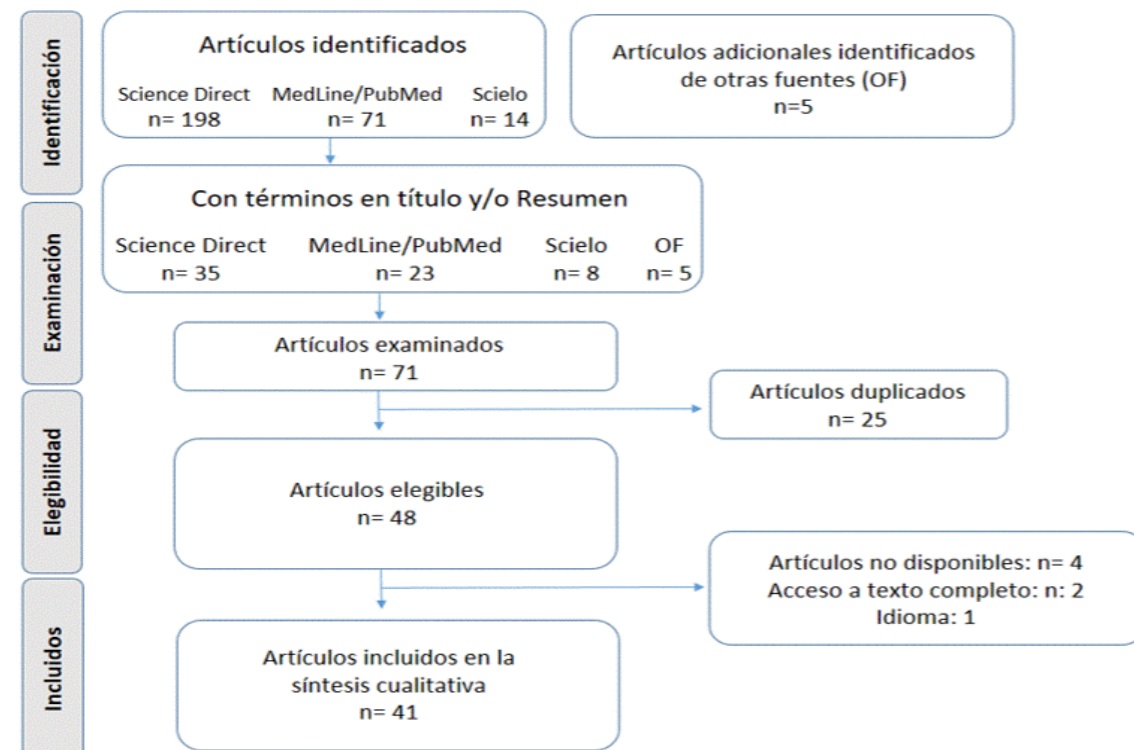 Identificación
Artículos identificados
Science Direct MedLine/PubMed Scielo
n= 198 n= 71 n= 14
Artículos adicionales identificados
de otras fuentes (OF)
n=5
Examinación
Con términos en título y/o Resumen
Science Direct MedLine/PubMed Scielo OF
n= 35 n= 23 n= 8 n= 5
Artículos examinados
n= 71
Artículos duplicados
n= 25
Elegibilidad
Artículos elegibles
n= 48
Artículos no disponibles: n= 4
Acceso a texto completo: n: 2
Idioma: 1
Incluidos
Artículos incluidos en la
síntesis cualitativa
n= 41